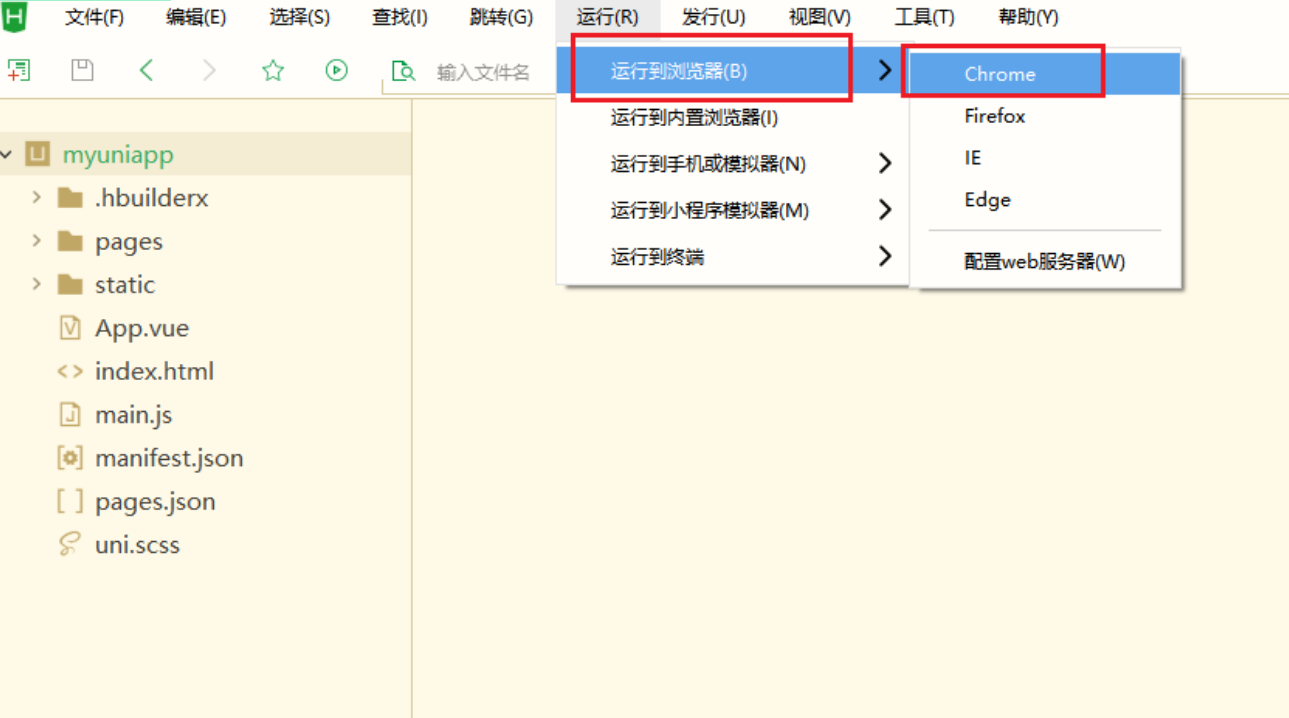 H 文件(F) 编辑(E) 选择(S) 查找(I) 跳转(G) 运行(R) 发行(U) 视图(V) 工具(T) 帮助(Y)
输入文件名
运行到浏览器(B)
运行到内置浏览器(I)
运行到手机或模拟器(N)
运行到小程序模拟器(M)
运行到终端
Chrome
Firefox
IE
Edge
配置web服务器(W)
U myuniapp
.hbuilderx
pages
static
App.vue
index.html
main.js
manifest.json
pages.json
uni.scss